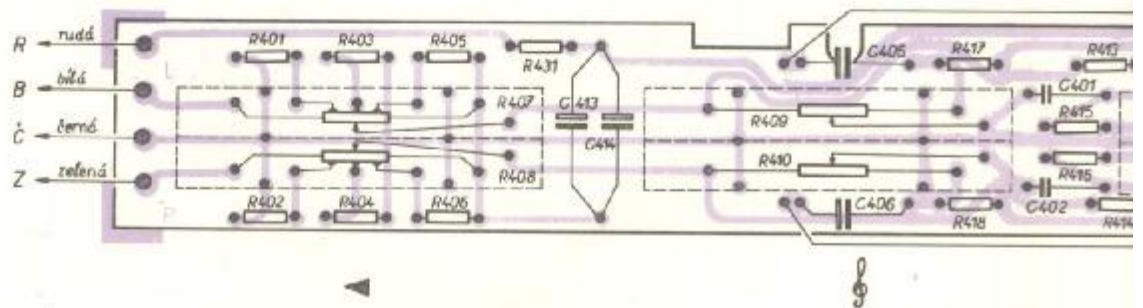 R rudá
R401 R403 R405
R431
C405
R417 R413
B bílá
L
R407
C413
C401
R409
R415
Č černá
C414
R410
R408
R416
Z zelená
P
R402 R404 R406
C406
R418
C402
R414